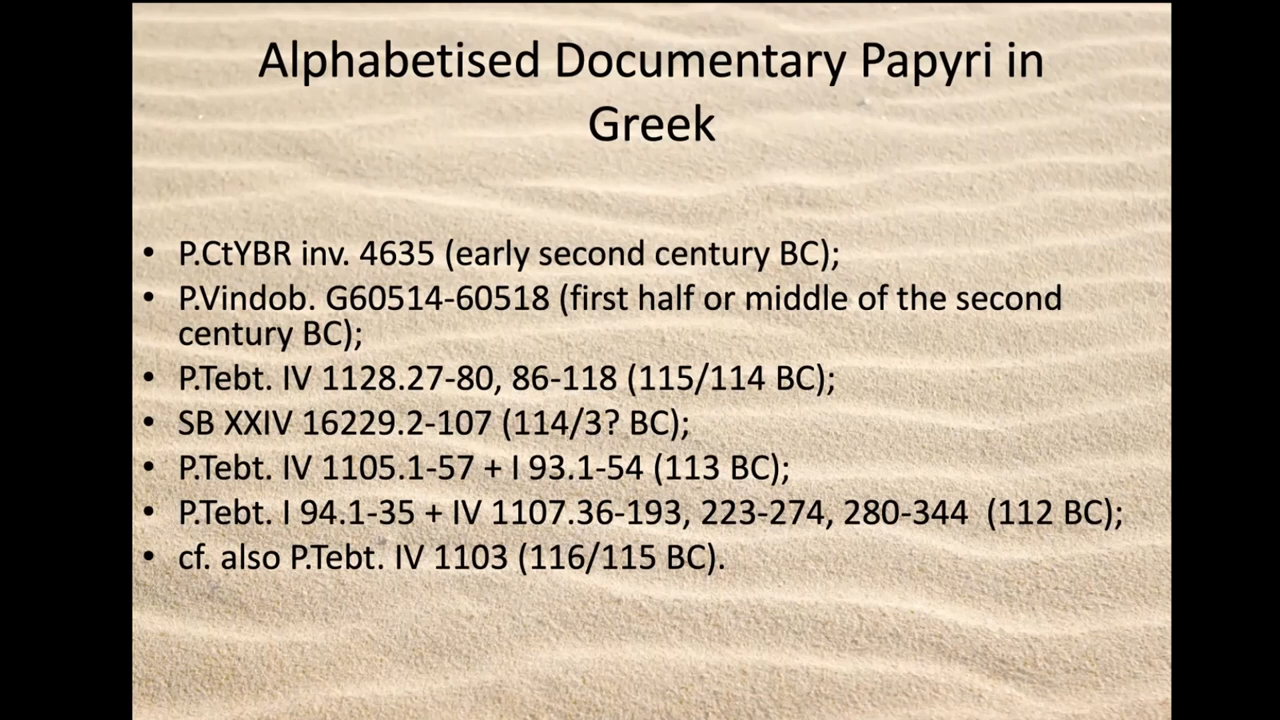 Alphabetised Documentary Papyri in
Greek
• P.CtYBR inv. 4635 (early second century BC);
• P.Vindob. G60514-60518 (first half or middle of the second
century BC);
• P.Tebt. IV 1128.27-80, 86-118 (115/114 BC);
• SB XXIV 16229.2-107 (114/3? BC);
• P.Tebt. IV 1105.1-57 + I 93.1-54 (113 BC);
• P.Tebt. I 94.1-35 + IV 1107.36-193, 223-274, 280-344 (112 BC);
• cf. also P.Tebt. IV 1103 (116/115 BC).